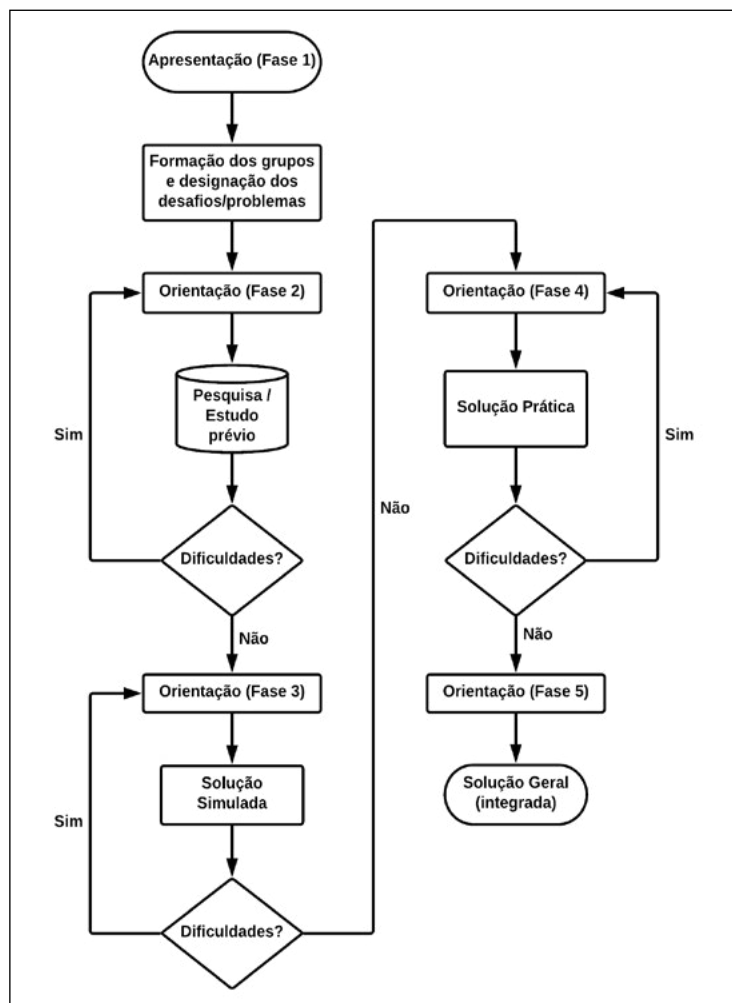 Apresentação (Fase 1)
Formação dos grupos
e designação dos
desafios/problemas
Orientação (Fase 2)
Pesquisa /
Estudo
prévio
Sim
Dificuldades?
Não
Orientação (Fase 3)
Solução
Simulada
Sim
Dificuldades?
Não
Orientação (Fase 4)
Solução Prática
Sim
Dificuldades?
Não
Orientação (Fase 5)
Solução Geral
(integrada)